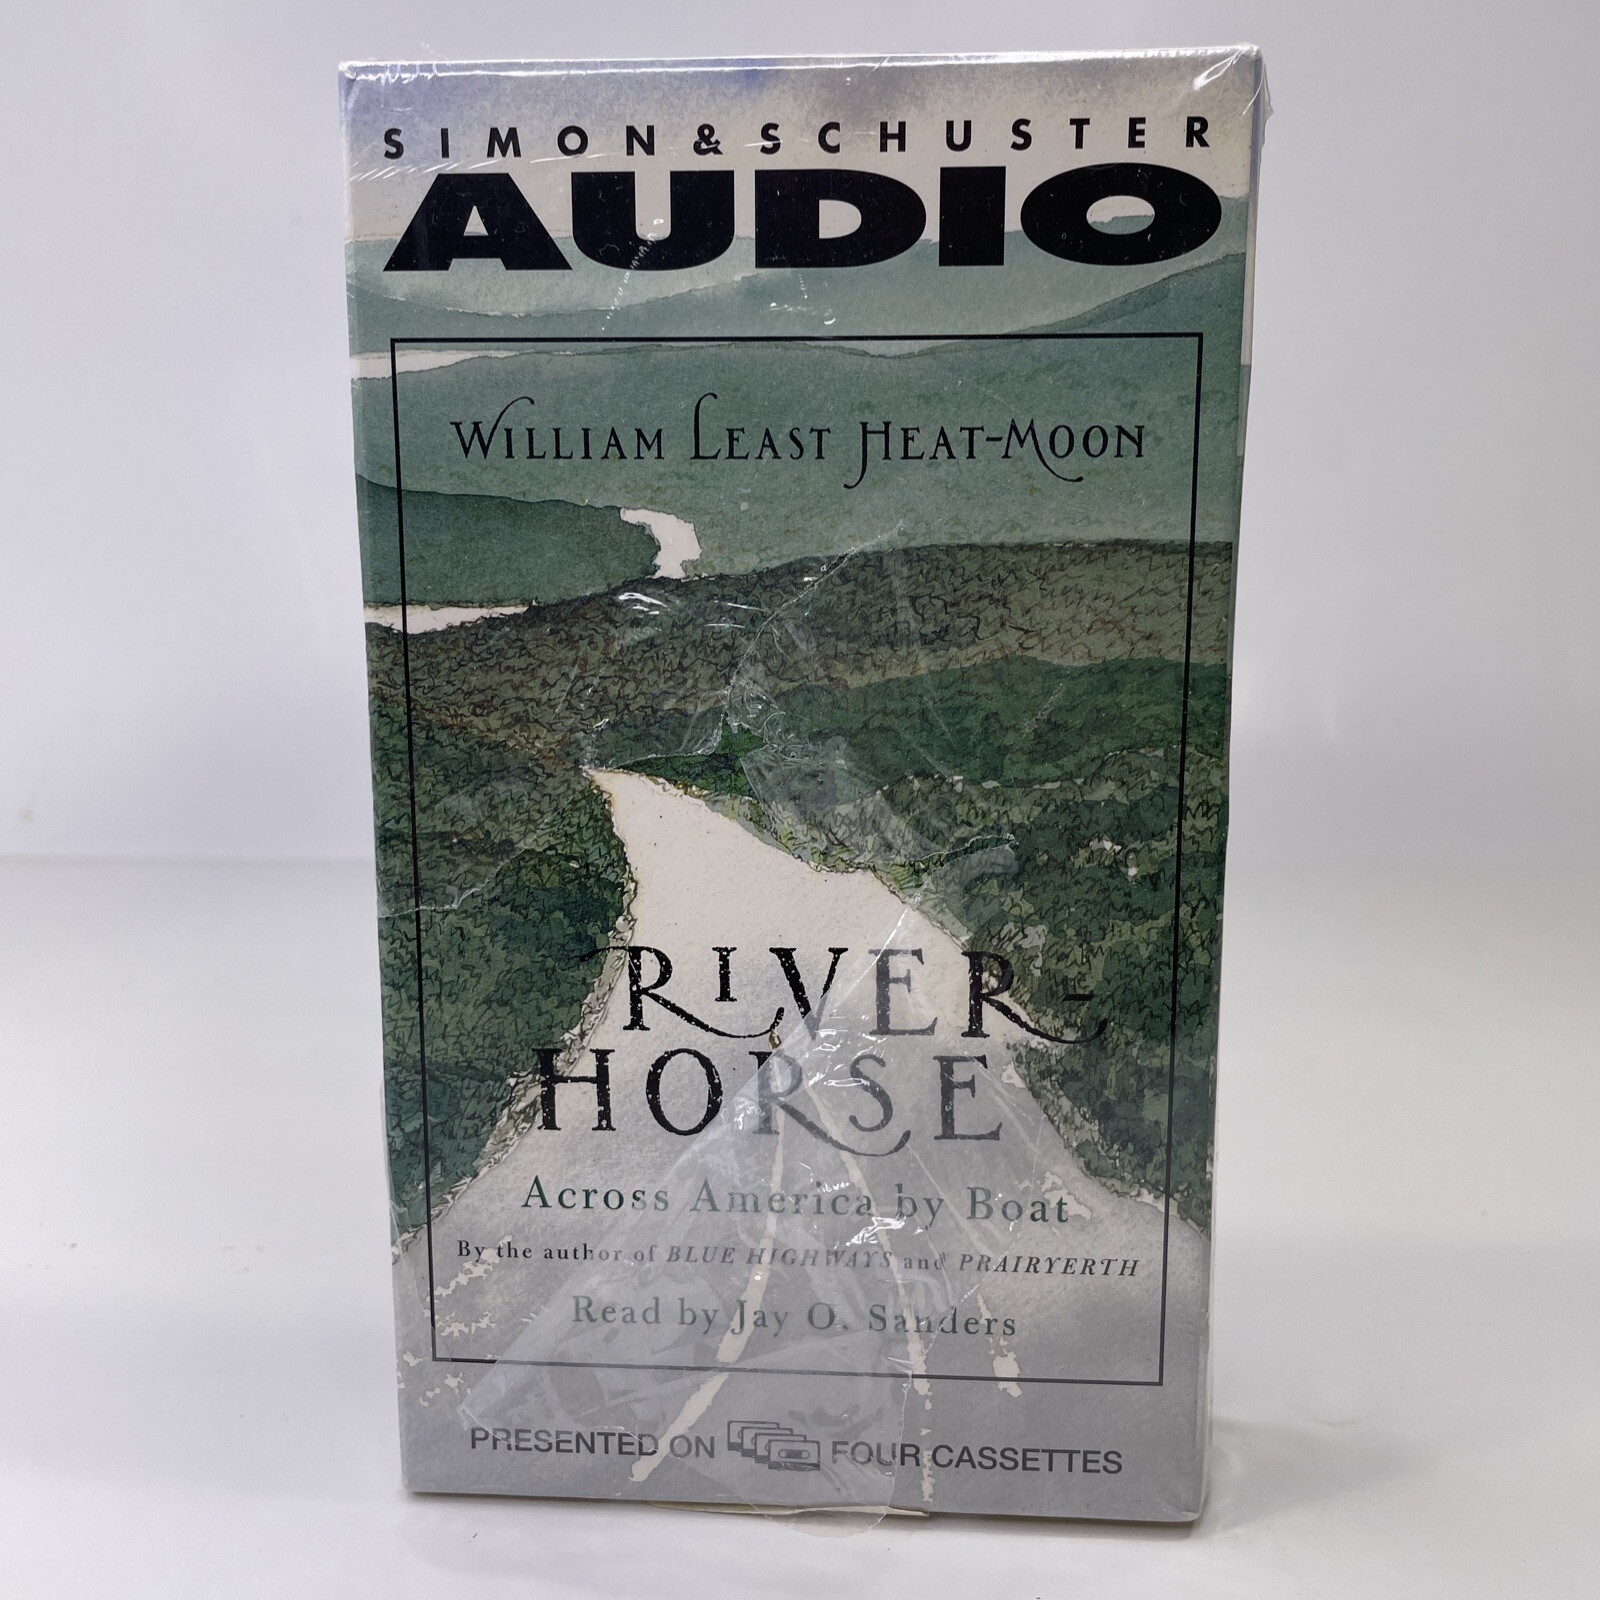 SIMON & SCHUSTER
AUDIO
WILLIAM LEAST HEAT-MOON
RIVER-
HORSE
Across America by Boat
By the author of BLUE HIGHWAYS and PRAIRYERTH
Read by Jay O. Sanders
PRESENTED ON FOUR CASSETTES